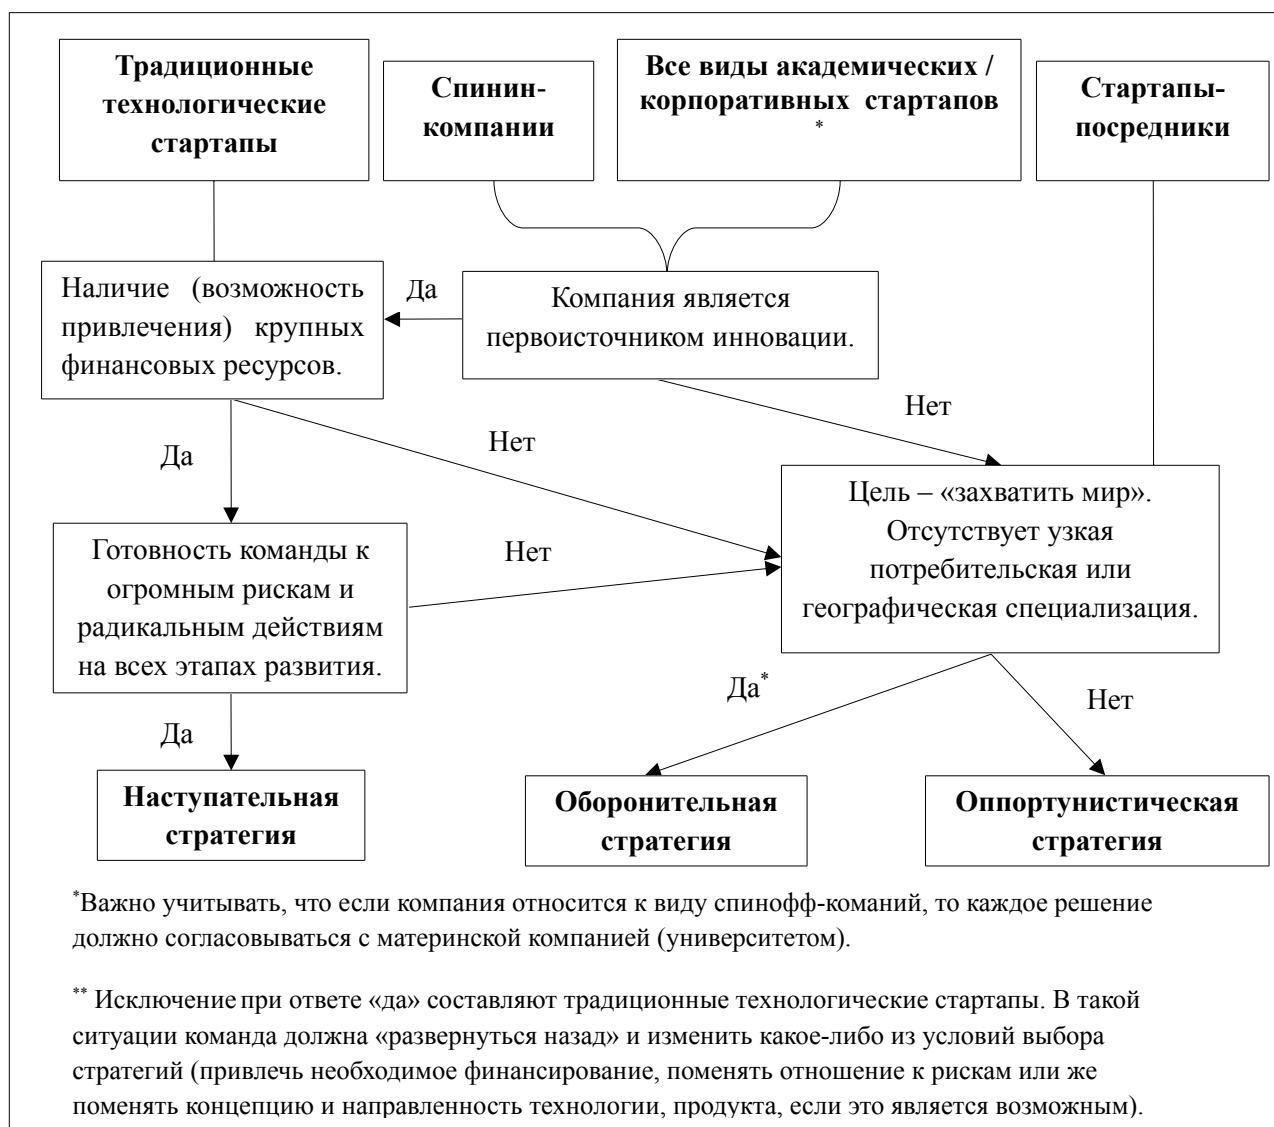 Традиционные
технологические
стартапы
Спинин-
компании
Все виды академических /
корпоративных стартапов
*
Стартапы-
посредники
Наличие (возможность
привлечения) крупных
финансовых ресурсов.
Да
Компания является
первоисточником инновации.
Нет
Да
Нет
Цель – «захватить мир».
Отсутствует узкая
потребительская или
географическая специализация.
Готовность команды к
огромным рискам и
радикальным действиям
на всех этапах развития.
Нет
Да
Да*
Нет
Наступательная
стратегия
Оборонительная
стратегия
Оппортунистическая
стратегия
*Важно учитывать, что если компания относится к виду спинофф-команий, то каждое решение
должно согласовываться с материнской компанией (университетом).
** Исключение при ответе «да» составляют традиционные технологические стартапы. В такой
ситуации команда должна «развернуться назад» и изменить какое-либо из условий выбора
стратегий (привлечь необходимое финансирование, поменять отношение к рискам или же
поменять концепцию и направленность технологии, продукта, если это является возможным).